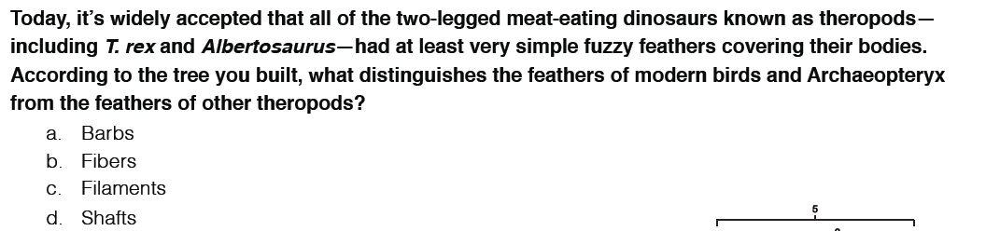 Today, it’s widely accepted that all of the two-legged meat-eating dinosaurs known as theropods—
including T. rex and Albertosaurus—had at least very simple fuzzy feathers covering their bodies.
According to the tree you built, what distinguishes the feathers of modern birds and Archaeopteryx
from the feathers of other theropods?
a. Barbs
b. Fibers
c. Filaments
d. Shafts
5